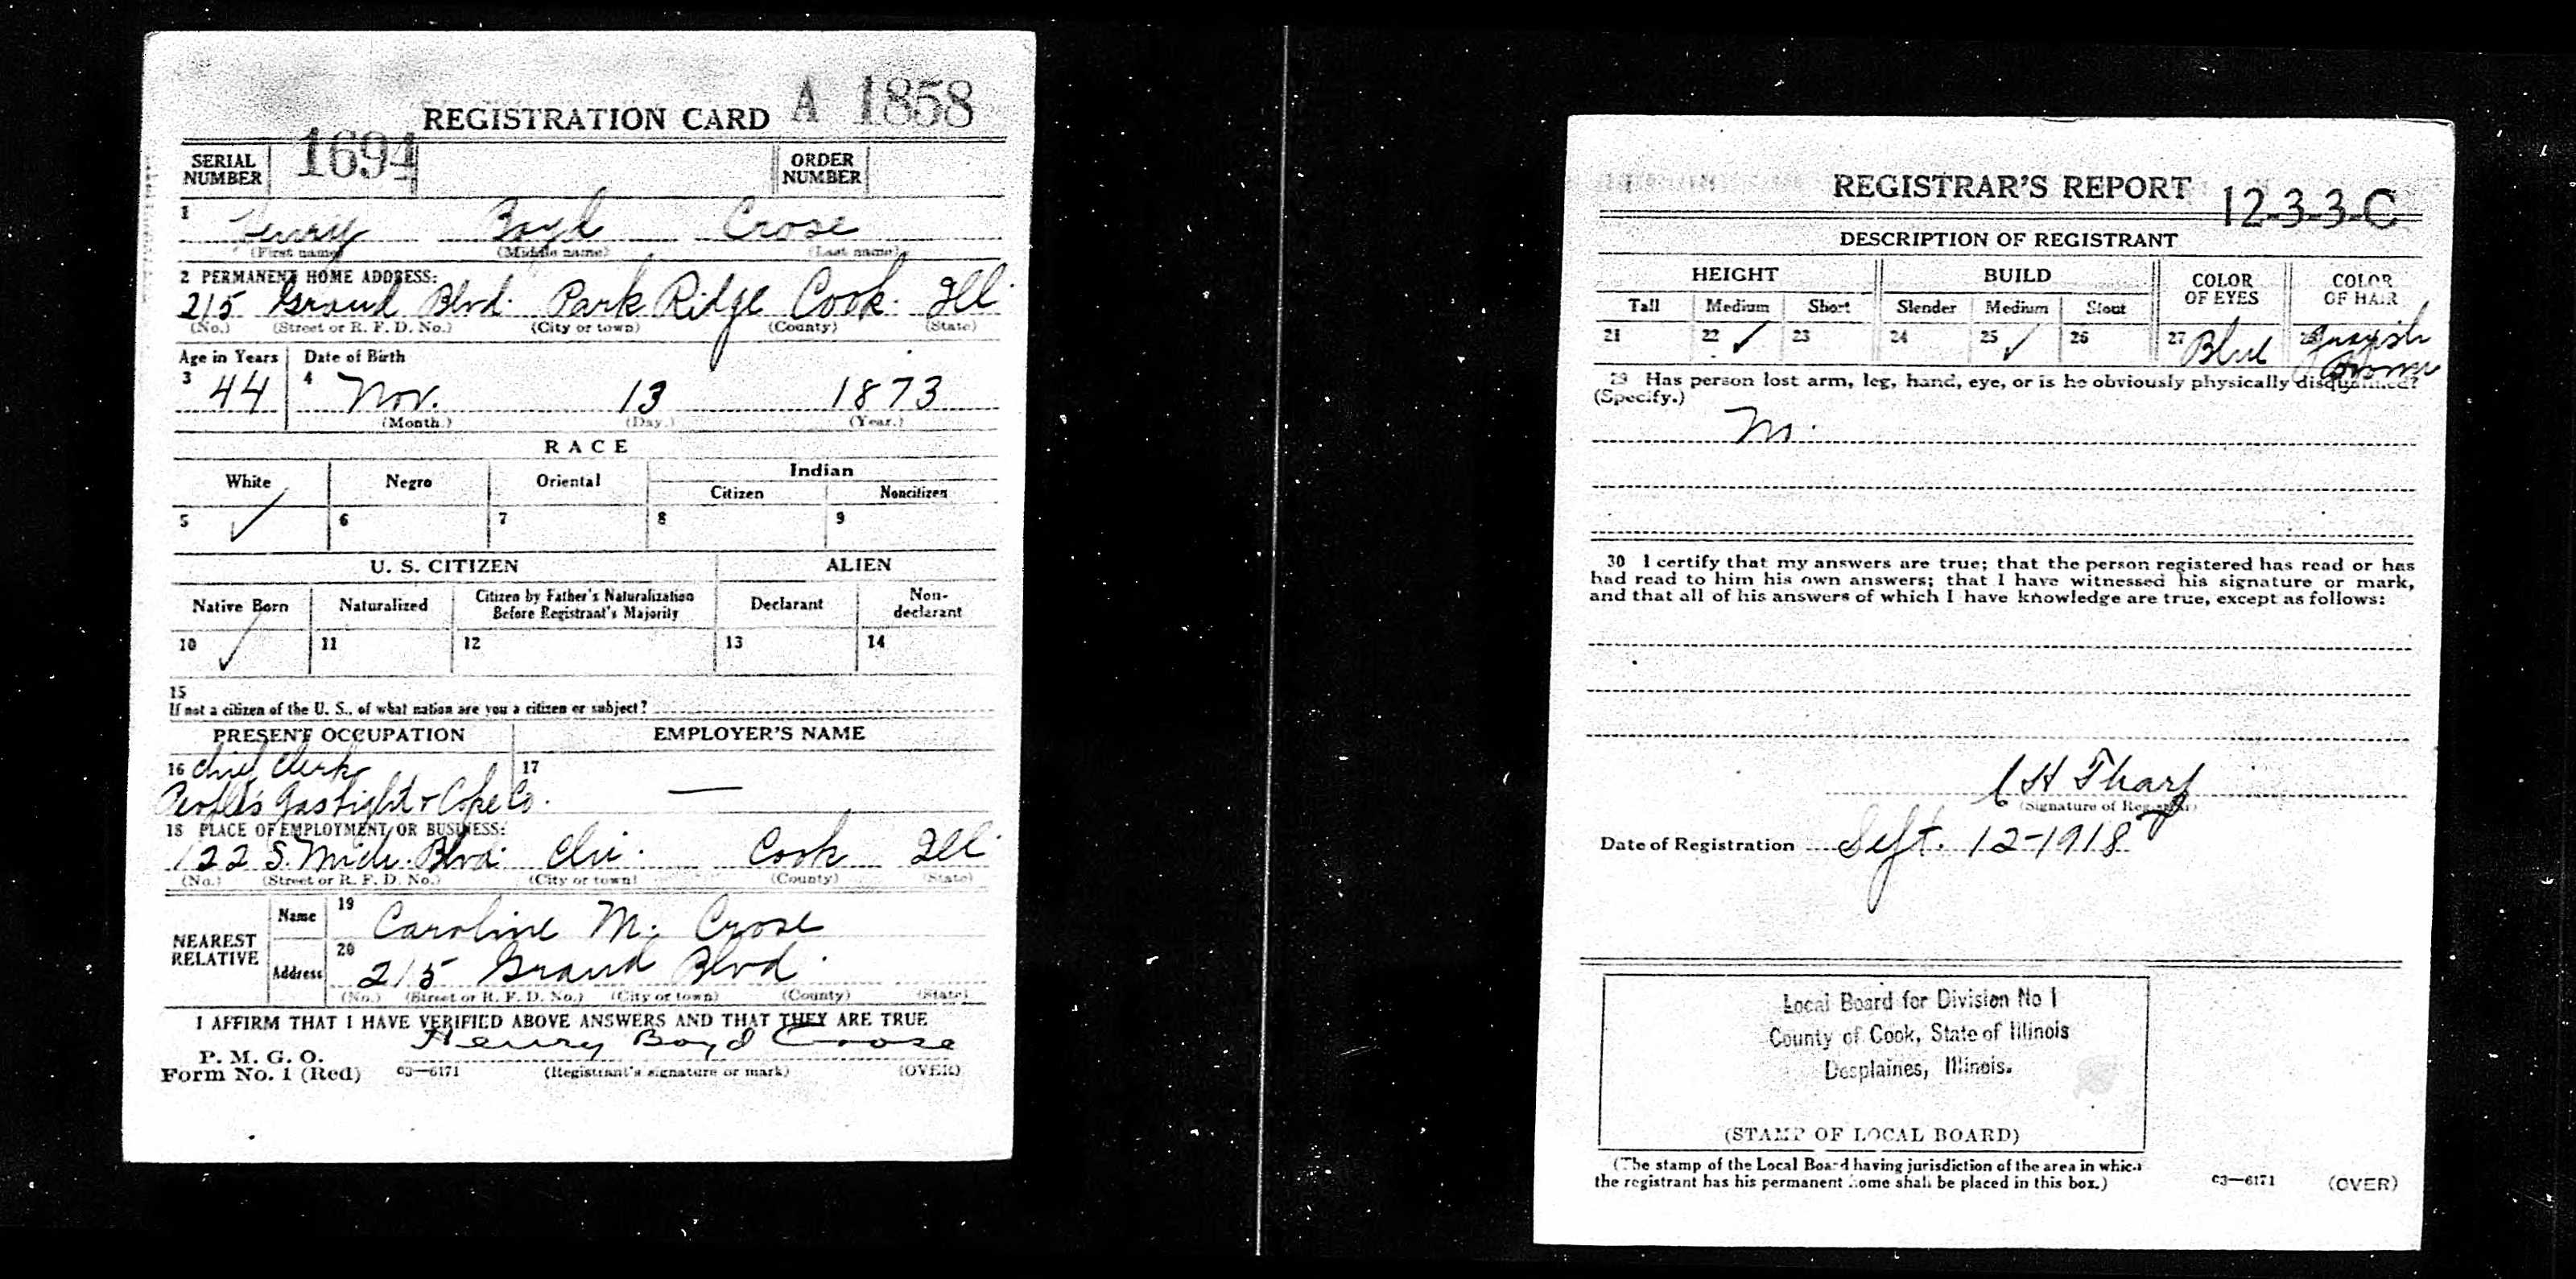 REGISTRATION CARD A 1858
SERIAL NUMBER 1694 ORDER NUMBER
1 Henry Boyd Crose
(First name) (Middle name) (Last name)
2 PERMANENT HOME ADDRESS:
215 Grand Blvd. Park Ridge Cook. Ill.
(No.) (Street or R. F. D. No.) (City or town) (County) (State)
Age in Years Date of Birth
3 44 4 Nov. 13 1873
(Month.) (Day.) (Year.)
RACE
White Negro Oriental Indian
Citizen Noncitizen
5 ✓ 6 7 8 9
U. S. CITIZEN ALIEN
Native Born Naturalized Citizen by Father's Naturalization Before Registrant's Majority Declarant Non-declarant
10 ✓ 11 12 13 14
15
If not a citizen of the U. S., of what nation are you a citizen or subject?
PRESENT OCCUPATION EMPLOYER'S NAME
16 Chief Clerk 17
People's Gas Light & Coke Co. —
18 PLACE OF EMPLOYMENT OR BUSINESS:
122 S. Mich. Blvd. Chi. Cook Ill.
(No.) (Street or R. F. D. No.) (City or town) (County) (State)
NEAREST RELATIVE
Name 19 Caroline M. Crose
Address 20 215 Grand Blvd.
(No.) (Street or R. F. D. No.) (City or town) (County) (State)
I AFFIRM THAT I HAVE VERIFIED ABOVE ANSWERS AND THAT THEY ARE TRUE
P. M. G. O. Henry Boyd Crose
Form No. 1 (Red) c3—6171 (Registrant's signature or mark) (OVER)
REGISTRAR'S REPORT 12-3-3-C
DESCRIPTION OF REGISTRANT
HEIGHT BUILD COLOR OF EYES COLOR OF HAIR
Tall Medium Short Slender Medium Stout
21 22 ✓ 23 24 25 ✓ 26 27 Blue 28 Grayish Brown
29 Has person lost arm, leg, hand, eye, or is he obviously physically disqualified?
(Specify.)
30 I certify that my answers are true; that the person registered has read or has
had read to him his own answers; that I have witnessed his signature or mark,
and that all of his answers of which I have knowledge are true, except as follows:
C H Tharp
(Signature of Registrar)
Date of Registration Sept. 12-1918
Local Board for Division No 1
County of Cook, State of Illinois
Desplaines, Illinois.
(STAMP OF LOCAL BOARD)
(The stamp of the Local Board having jurisdiction of the area in which
the registrant has his permanent home shall be placed in this box.)
c3—6171 (OVER)